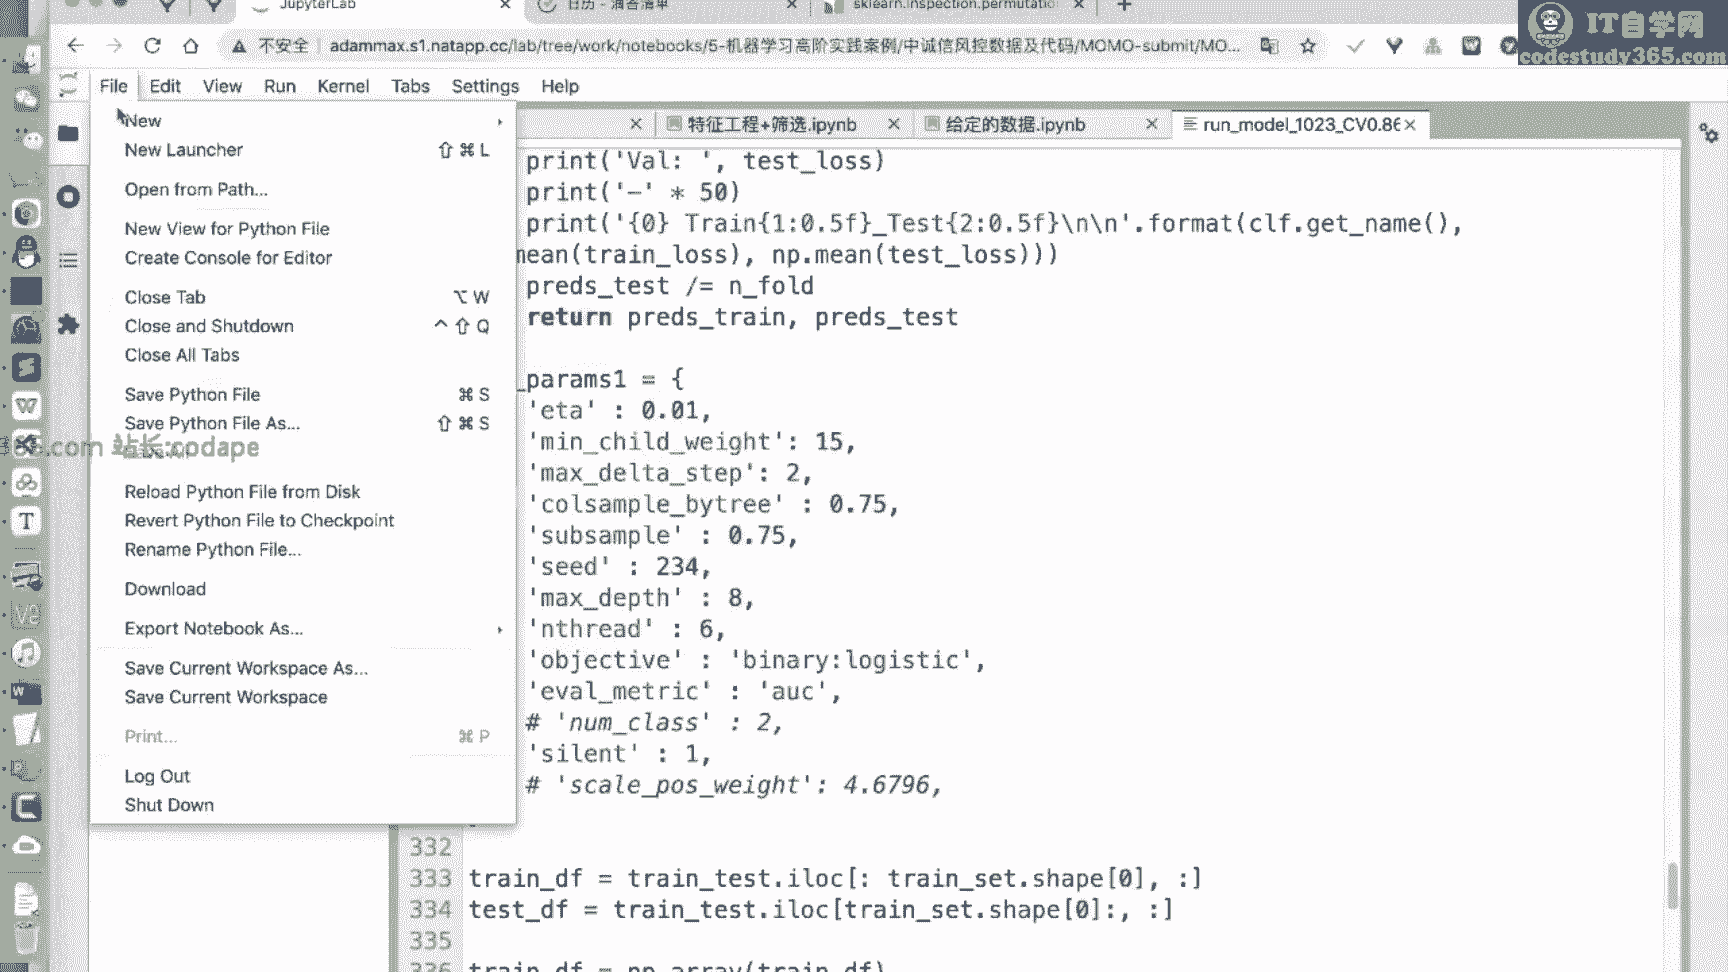 JupyterLab
日历 - 滴答清单
sklearn.inspection.permutatio
IT自学网
codestudy365.com
不安全 adammax.s1.natapp.cc/lab/tree/work/notebooks/5-机器学习高阶实践案例/中诚信风控数据及代码/MOMO-submit/MO...
File Edit View Run Kernel Tabs Settings Help
特征工程+筛选.ipynb
给定的数据.ipynb
run_model_1023_CV0.86
New
New Launcher ⇧ ⌘ L
Open from Path...
New View for Python File
Create Console for Editor
Close Tab ⌥ W
Close and Shutdown ^ ⇧ Q
Close All Tabs
Save Python File ⌘ S
Save Python File As... ⇧ ⌘ S
.com 站长:codape
Reload Python File from Disk
Revert Python File to Checkpoint
Rename Python File...
Download
Export Notebook As...
Save Current Workspace As...
Save Current Workspace
Print... ⌘ P
Log Out
Shut Down
print('Val: ', test_loss)
print('-' * 50)
print('{0} Train{1:0.5f}_Test{2:0.5f}\n\n'.format(clf.get_name(),
mean(train_loss), np.mean(test_loss)))
preds_test /= n_fold
return preds_train, preds_test
_params1 = {
'eta' : 0.01,
'min_child_weight': 15,
'max_delta_step': 2,
'colsample_bytree' : 0.75,
'subsample' : 0.75,
'seed' : 234,
'max_depth' : 8,
'nthread' : 6,
'objective' : 'binary:logistic',
'eval_metric' : 'auc',
# 'num_class' : 2,
'silent' : 1,
# 'scale_pos_weight': 4.6796,
332
333 train_df = train_test.iloc[: train_set.shape[0], :]
334 test_df = train_test.iloc[train_set.shape[0]:, :]
335
336 train_df = np.array(train_df)